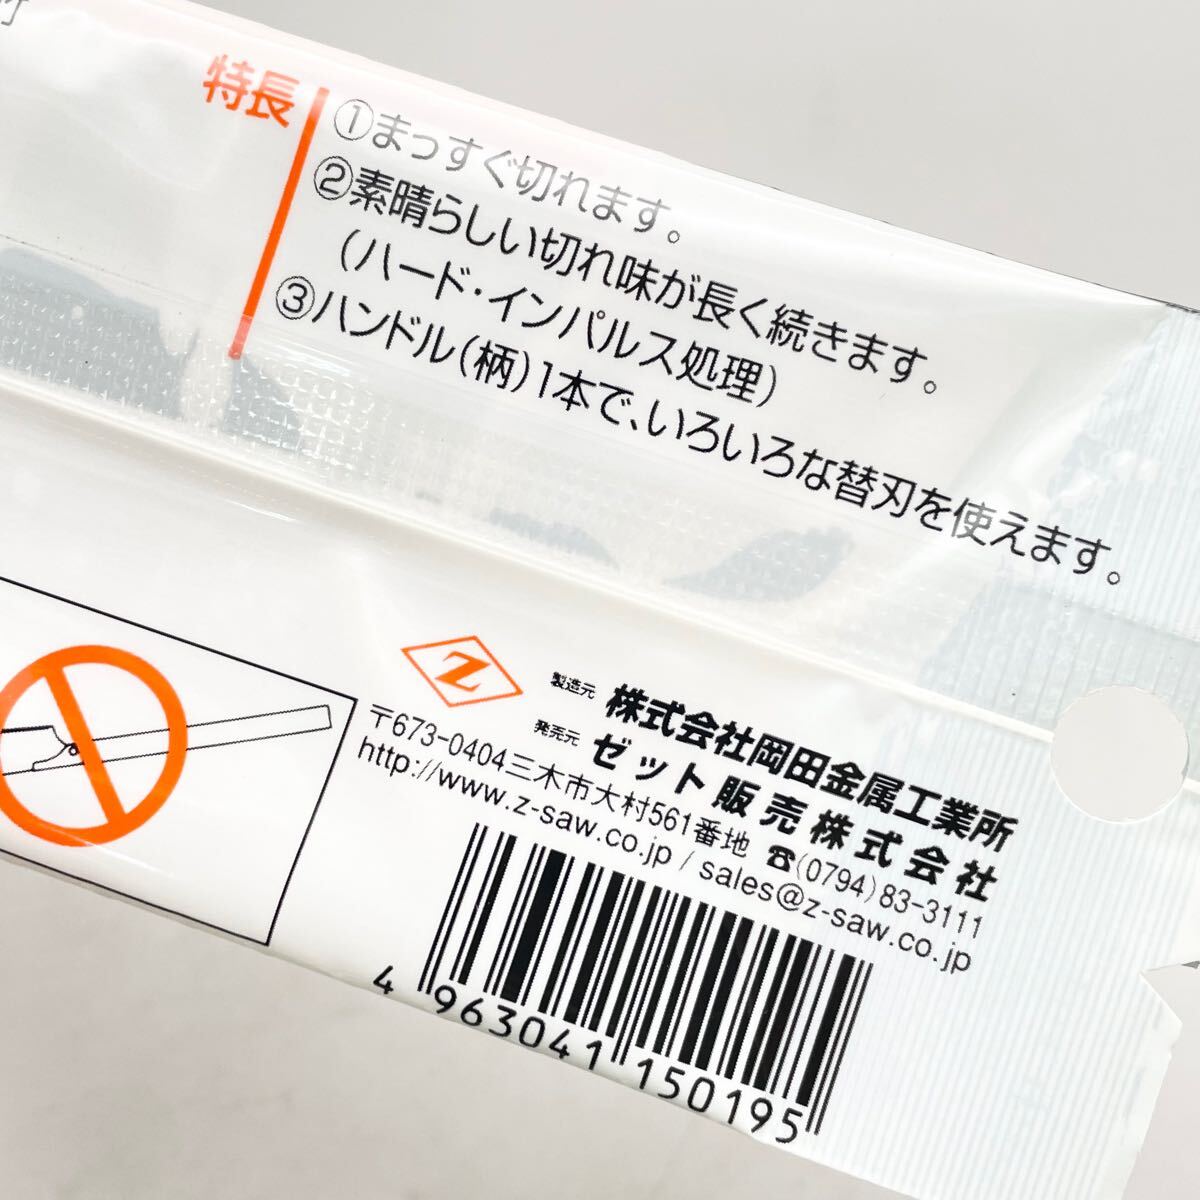 特長
①まっすぐ切れます。
②素晴らしい切れ味が長く続きます。
(ハード・インパルス処理)
③ハンドル(柄)1本で、いろいろな替刃を使えます。
Z
製造元 株式会社岡田金属工業所
発売元 ゼット販売株式会社
〒673-0404三木市大村561番地 ☎(0794)83-3111
http://www.z-saw.co.jp / sales@z-saw.co.jp
4 963041 150195